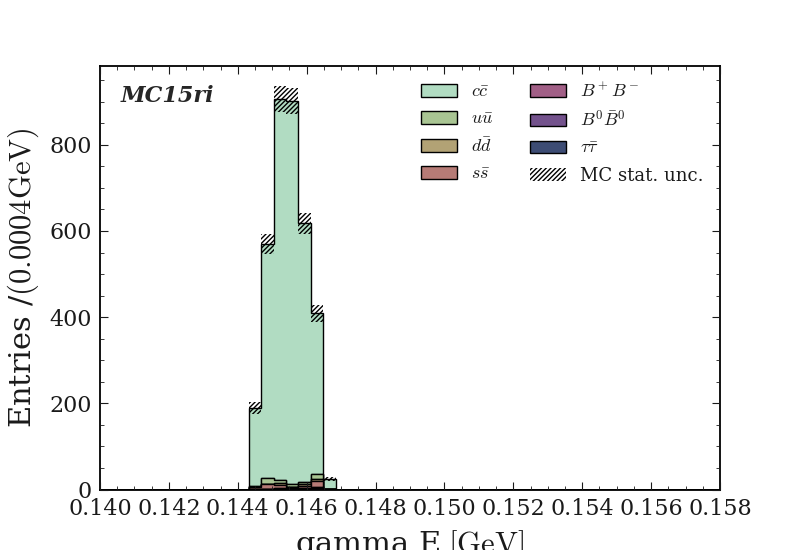 MC15ri
cc̄
uū
dd̄
ss̄
B⁺B⁻
B⁰B̄⁰
ττ̄
MC stat. unc.
Entries /(0.0004GeV)
800
600
400
200
0
0.140 0.142 0.144 0.146 0.148 0.150 0.152 0.154 0.156 0.158
gamma E [GeV]